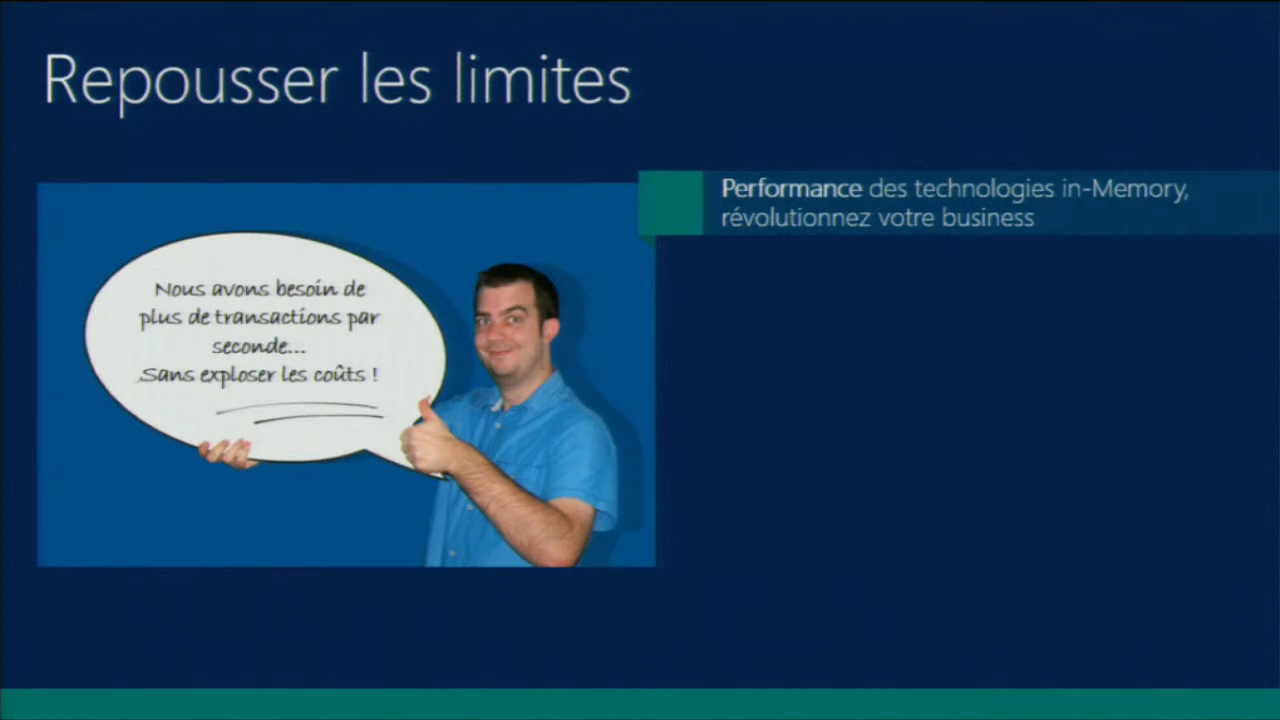 Repousser les limites
Performance des technologies in-Memory,
révolutionnez votre business
Nous avons besoin de
plus de transactions par
seconde...
Sans exploser les coûts !